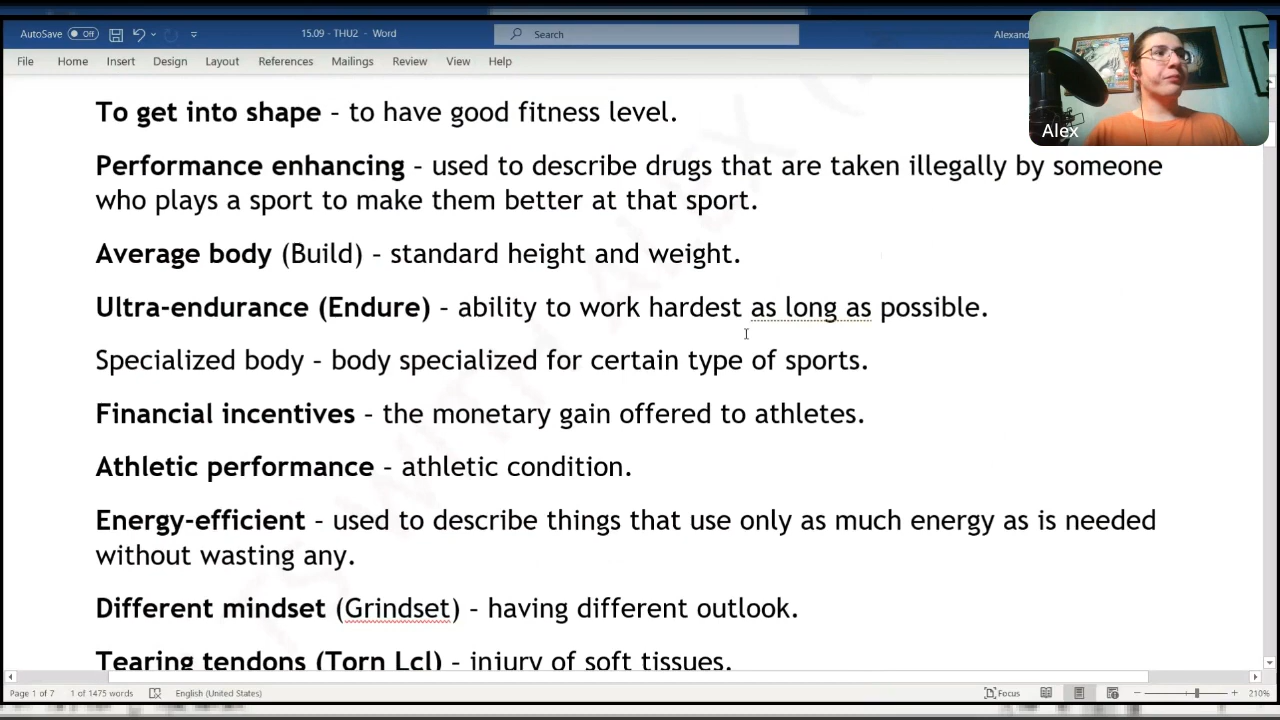 AutoSave Off 15.09 - THU2 - Word Search Alexand
File Home Insert Design Layout References Mailings Review View Help
Alex
To get into shape – to have good fitness level.
Performance enhancing – used to describe drugs that are taken illegally by someone
who plays a sport to make them better at that sport.
Average body (Build) – standard height and weight.
Ultra-endurance (Endure) – ability to work hardest as long as possible.
Specialized body – body specialized for certain type of sports.
Financial incentives – the monetary gain offered to athletes.
Athletic performance – athletic condition.
Energy-efficient – used to describe things that use only as much energy as is needed
without wasting any.
Different mindset (Grindset) – having different outlook.
Tearing tendons (Torn Lcl) – injury of soft tissues.
Page 1 of 7 1 of 1475 words English (United States) Focus 210%